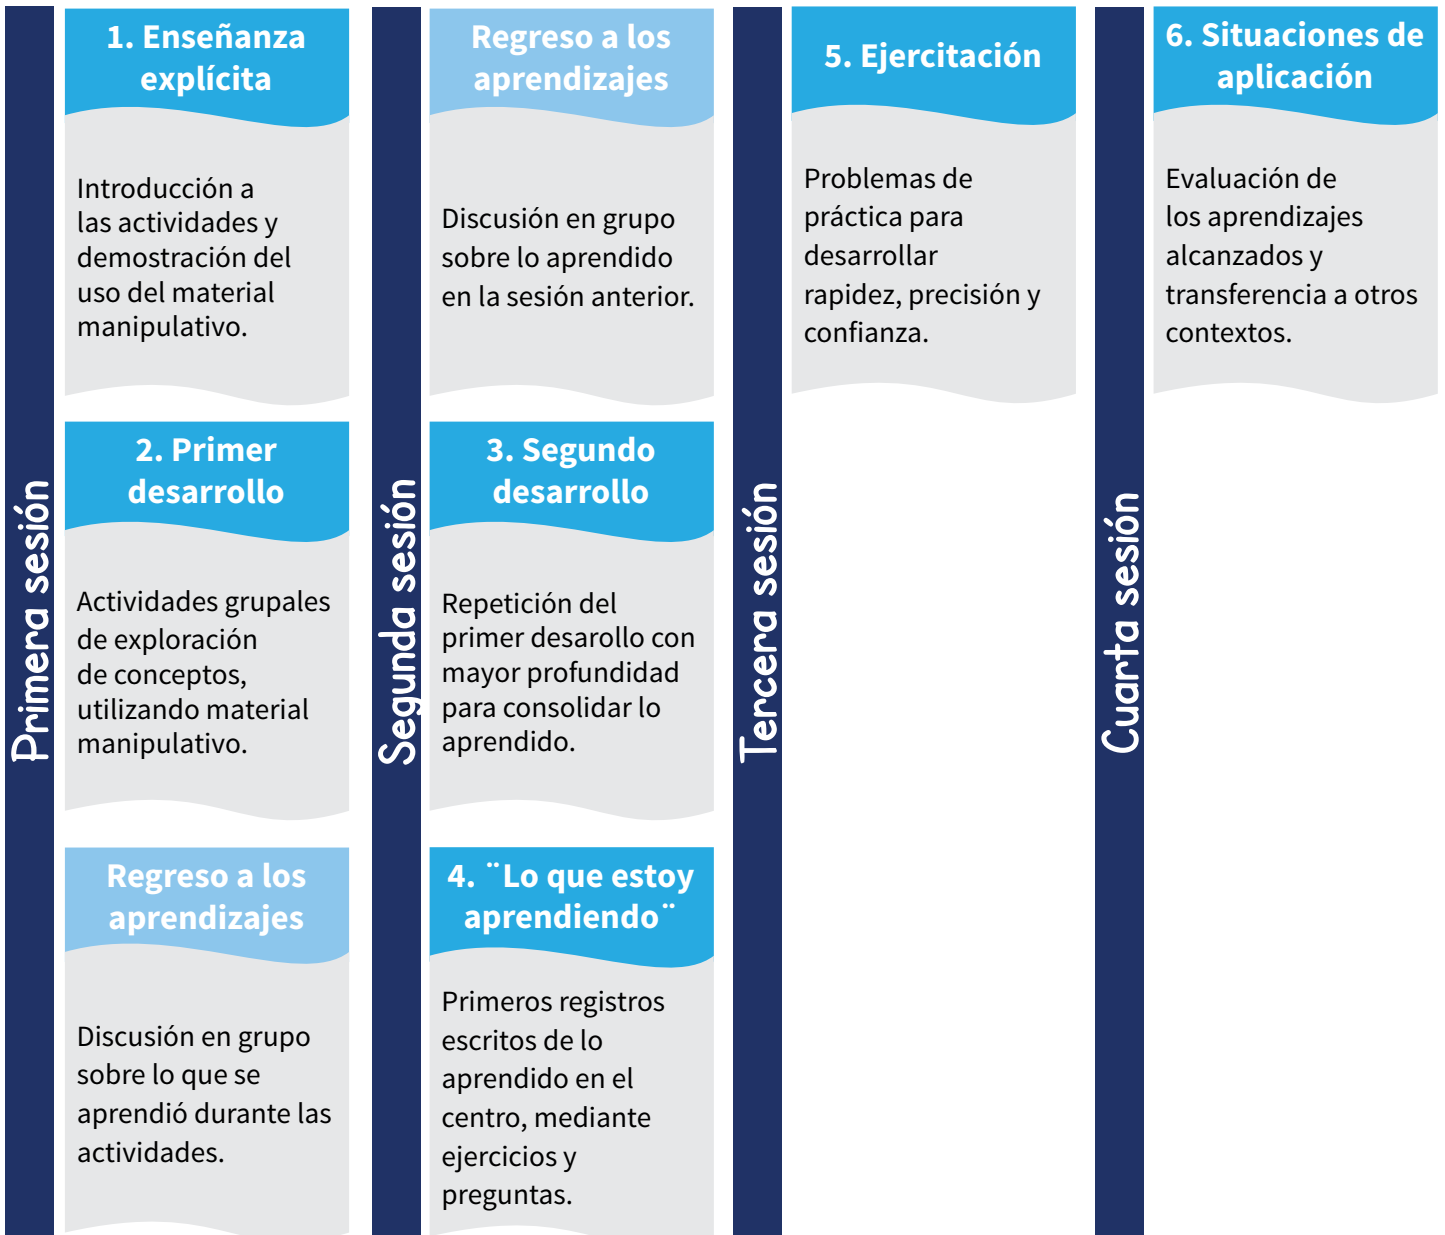 Primera sesión
1. Enseñanza
explícita
Introducción a
las actividades y
demostración del
uso del material
manipulativo.
2. Primer
desarrollo
Actividades grupales
de exploración
de conceptos,
utilizando material
manipulativo.
Regreso a los
aprendizajes
Discusión en grupo
sobre lo que se
aprendió durante las
actividades.
Segunda sesión
Regreso a los
aprendizajes
Discusión en grupo
sobre lo aprendido
en la sesión anterior.
3. Segundo
desarrollo
Repetición del
primer desarollo con
mayor profundidad
para consolidar lo
aprendido.
4. ¨Lo que estoy
aprendiendo¨
Primeros registros
escritos de lo
aprendido en el
centro, mediante
ejercicios y
preguntas.
Tercera sesión
5. Ejercitación
Problemas de
práctica para
desarrollar
rapidez, precisión y
confianza.
Cuarta sesión
6. Situaciones de
aplicación
Evaluación de
los aprendizajes
alcanzados y
transferencia a otros
contextos.